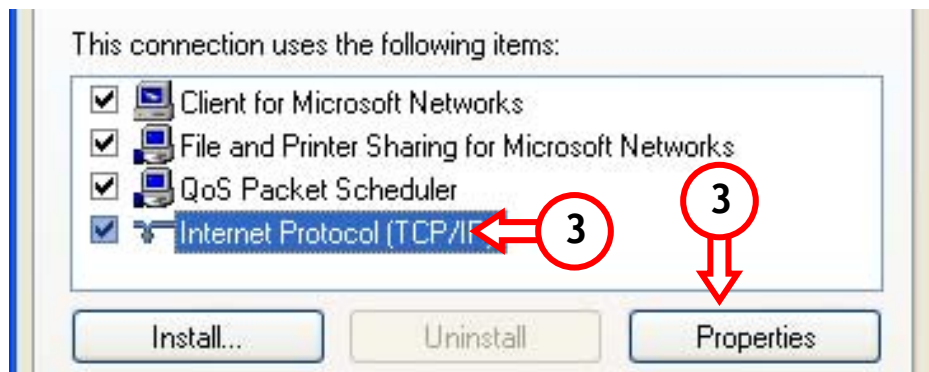 This connection uses the following items:
Client for Microsoft Networks
File and Printer Sharing for Microsoft Networks
QoS Packet Scheduler
3
Internet Protocol (TCP/IP)
3
Install...
Uninstall
Properties